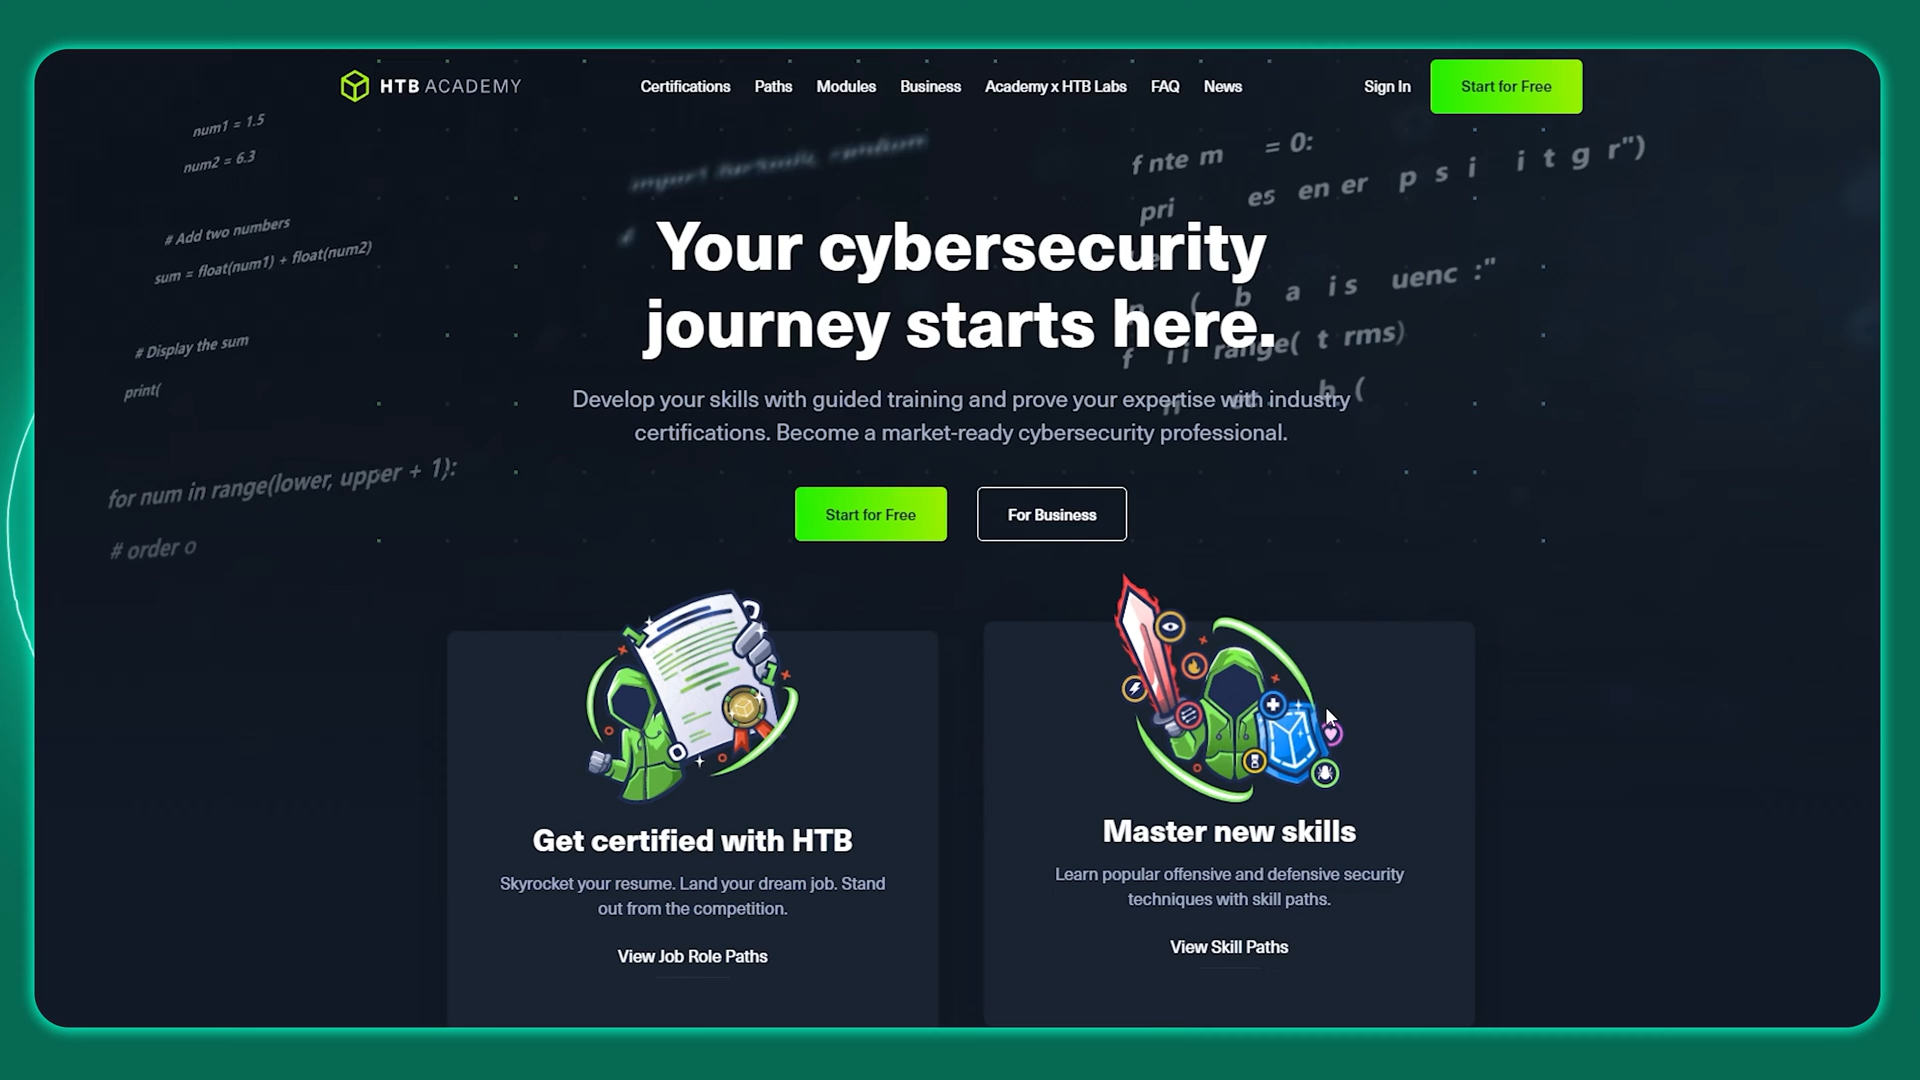 HTB ACADEMY
Certifications
Paths
Modules
Business
Academy x HTB Labs
FAQ
News
Sign In
Start for Free
num1 = 1.5
num2 = 6.3
# Add two numbers
sum = float(num1) + float(num2)
# Display the sum
print(
for num in range(lower, upper + 1):
# order o
= 0:
range(
Your cybersecurity
journey starts here.
Develop your skills with guided training and prove your expertise with industry
certifications. Become a market-ready cybersecurity professional.
Start for Free
For Business
Get certified with HTB
Skyrocket your resume. Land your dream job. Stand
out from the competition.
View Job Role Paths
Master new skills
Learn popular offensive and defensive security
techniques with skill paths.
View Skill Paths